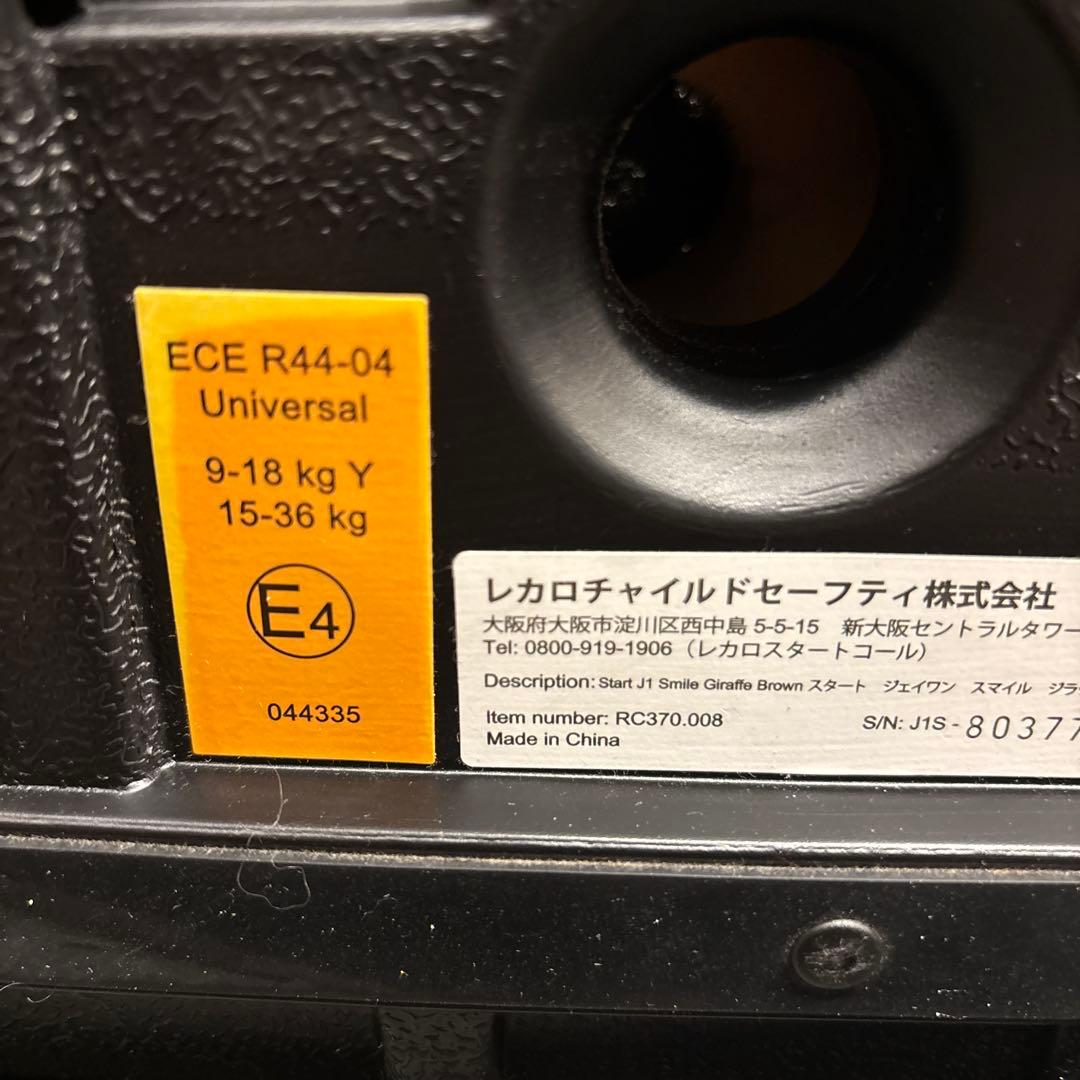 ECE R44-04
Universal
9-18 kg Y
15-36 kg
E4
044335
レカロチャイルドセーフティ株式会社
大阪府大阪市淀川区西中島 5-5-15 新大阪セントラルタワー
Tel: 0800-919-1906（レカロスタートコール）
Description: Start J1 Smile Giraffe Brown スタート ジェイワン スマイル ジラ
Item number: RC370.008
S/N: J1S - 80377
Made in China